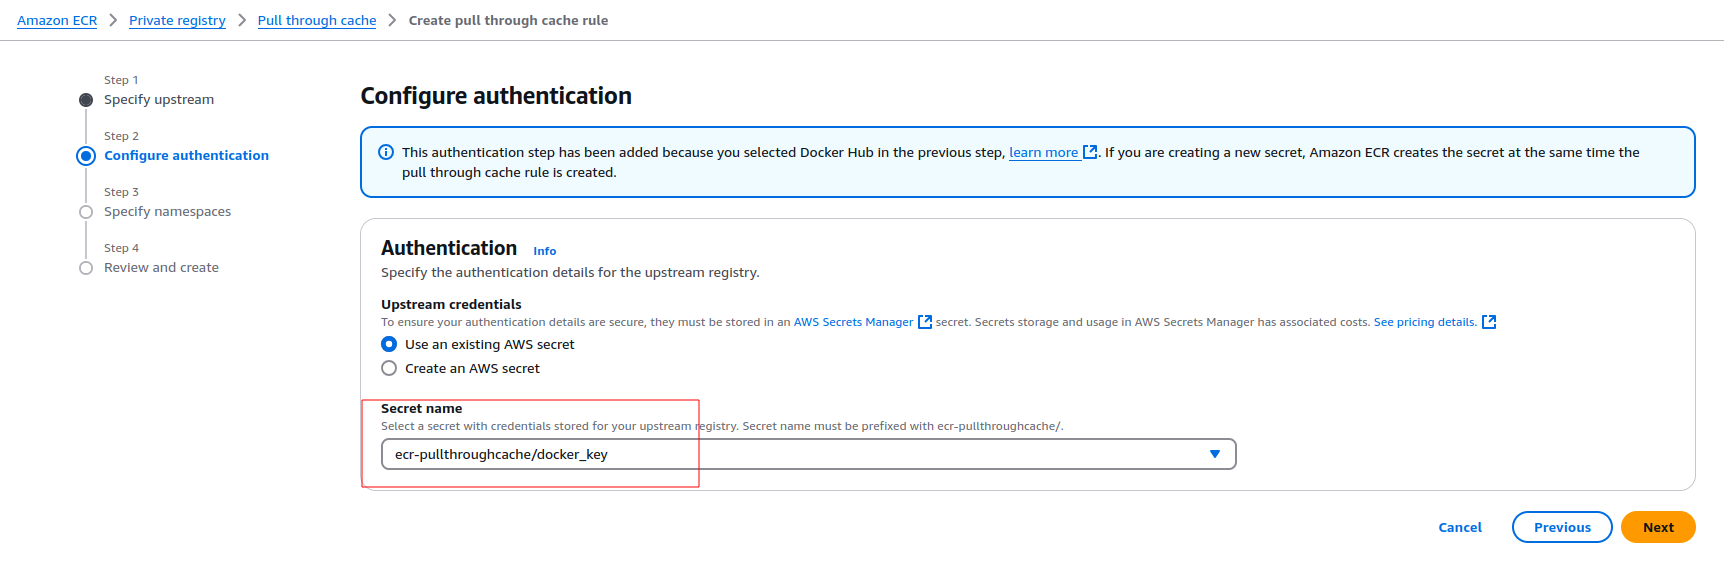 Amazon ECR > Private registry > Pull through cache > Create pull through cache rule
Step 1
Specify upstream
Step 2
Configure authentication
Step 3
Specify namespaces
Step 4
Review and create
Configure authentication
This authentication step has been added because you selected Docker Hub in the previous step, learn more. If you are creating a new secret, Amazon ECR creates the secret at the same time the
pull through cache rule is created.
Authentication Info
Specify the authentication details for the upstream registry.
Upstream credentials
To ensure your authentication details are secure, they must be stored in an AWS Secrets Manager secret. Secrets storage and usage in AWS Secrets Manager has associated costs. See pricing details.
Use an existing AWS secret
Create an AWS secret
Secret name
Select a secret with credentials stored for your upstream registry. Secret name must be prefixed with ecr-pullthroughcache/.
ecr-pullthroughcache/docker_key
Cancel Previous Next